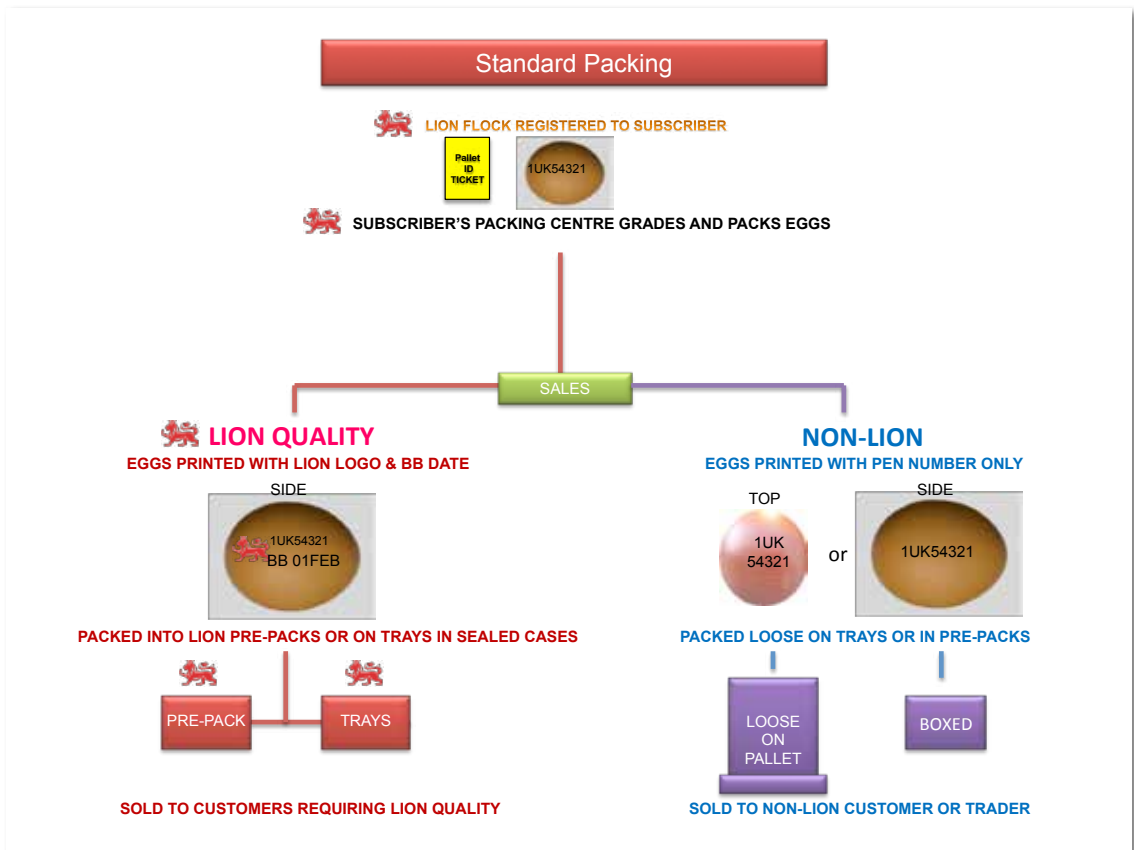 Standard Packing
LION FLOCK REGISTERED TO SUBSCRIBER
Pallet
ID
TICKET
1UK54321
SUBSCRIBER'S PACKING CENTRE GRADES AND PACKS EGGS
SALES
LION QUALITY
EGGS PRINTED WITH LION LOGO & BB DATE
SIDE
1UK54321
BB 01FEB
PACKED INTO LION PRE-PACKS OR ON TRAYS IN SEALED CASES
PRE-PACK
TRAYS
SOLD TO CUSTOMERS REQUIRING LION QUALITY
NON-LION
EGGS PRINTED WITH PEN NUMBER ONLY
TOP
1UK
54321
or
SIDE
1UK54321
PACKED LOOSE ON TRAYS OR IN PRE-PACKS
LOOSE
ON
PALLET
BOXED
SOLD TO NON-LION CUSTOMER OR TRADER